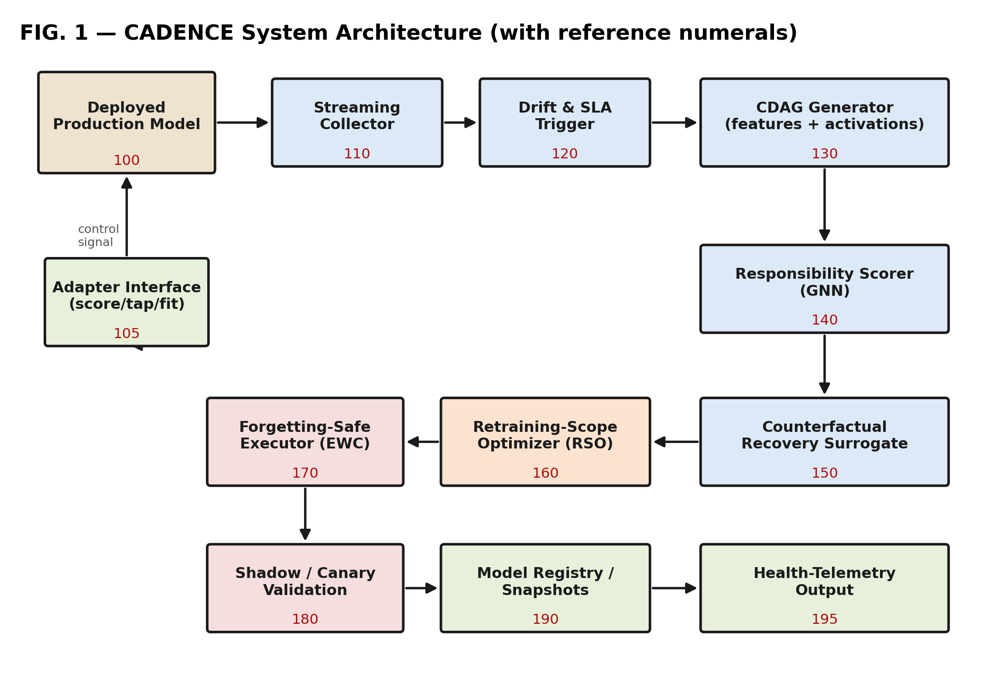 FIG. 1 — CADENCE System Architecture (with reference numerals)
Deployed
Production Model
100
Streaming
Collector
110
Drift & SLA
Trigger
120
CDAG Generator
(features + activations)
130
control
signal
Adapter Interface
(score/tap/fit)
105
Responsibility Scorer
(GNN)
140
Forgetting-Safe
Executor (EWC)
170
Retraining-Scope
Optimizer (RSO)
160
Counterfactual
Recovery Surrogate
150
Shadow / Canary
Validation
180
Model Registry /
Snapshots
190
Health-Telemetry
Output
195